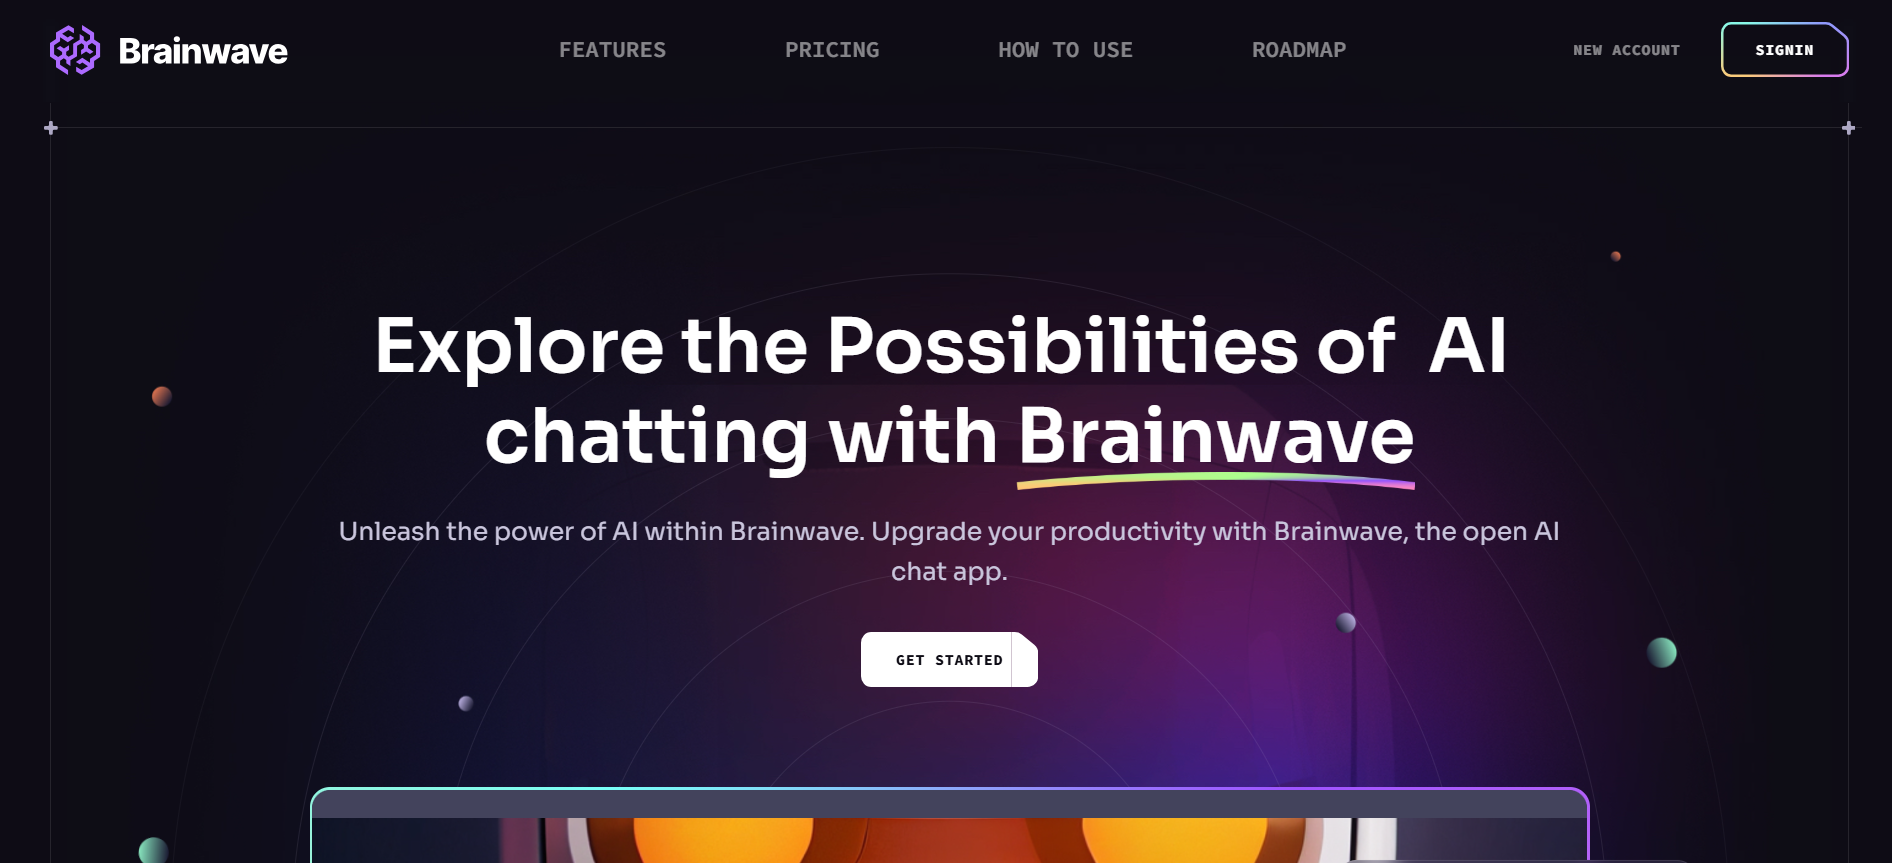 Brainwave
FEATURES
PRICING
HOW TO USE
ROADMAP
NEW ACCOUNT
SIGNIN
Explore the Possibilities of AI
chatting with Brainwave
Unleash the power of AI within Brainwave. Upgrade your productivity with Brainwave, the open AI
chat app.
GET STARTED